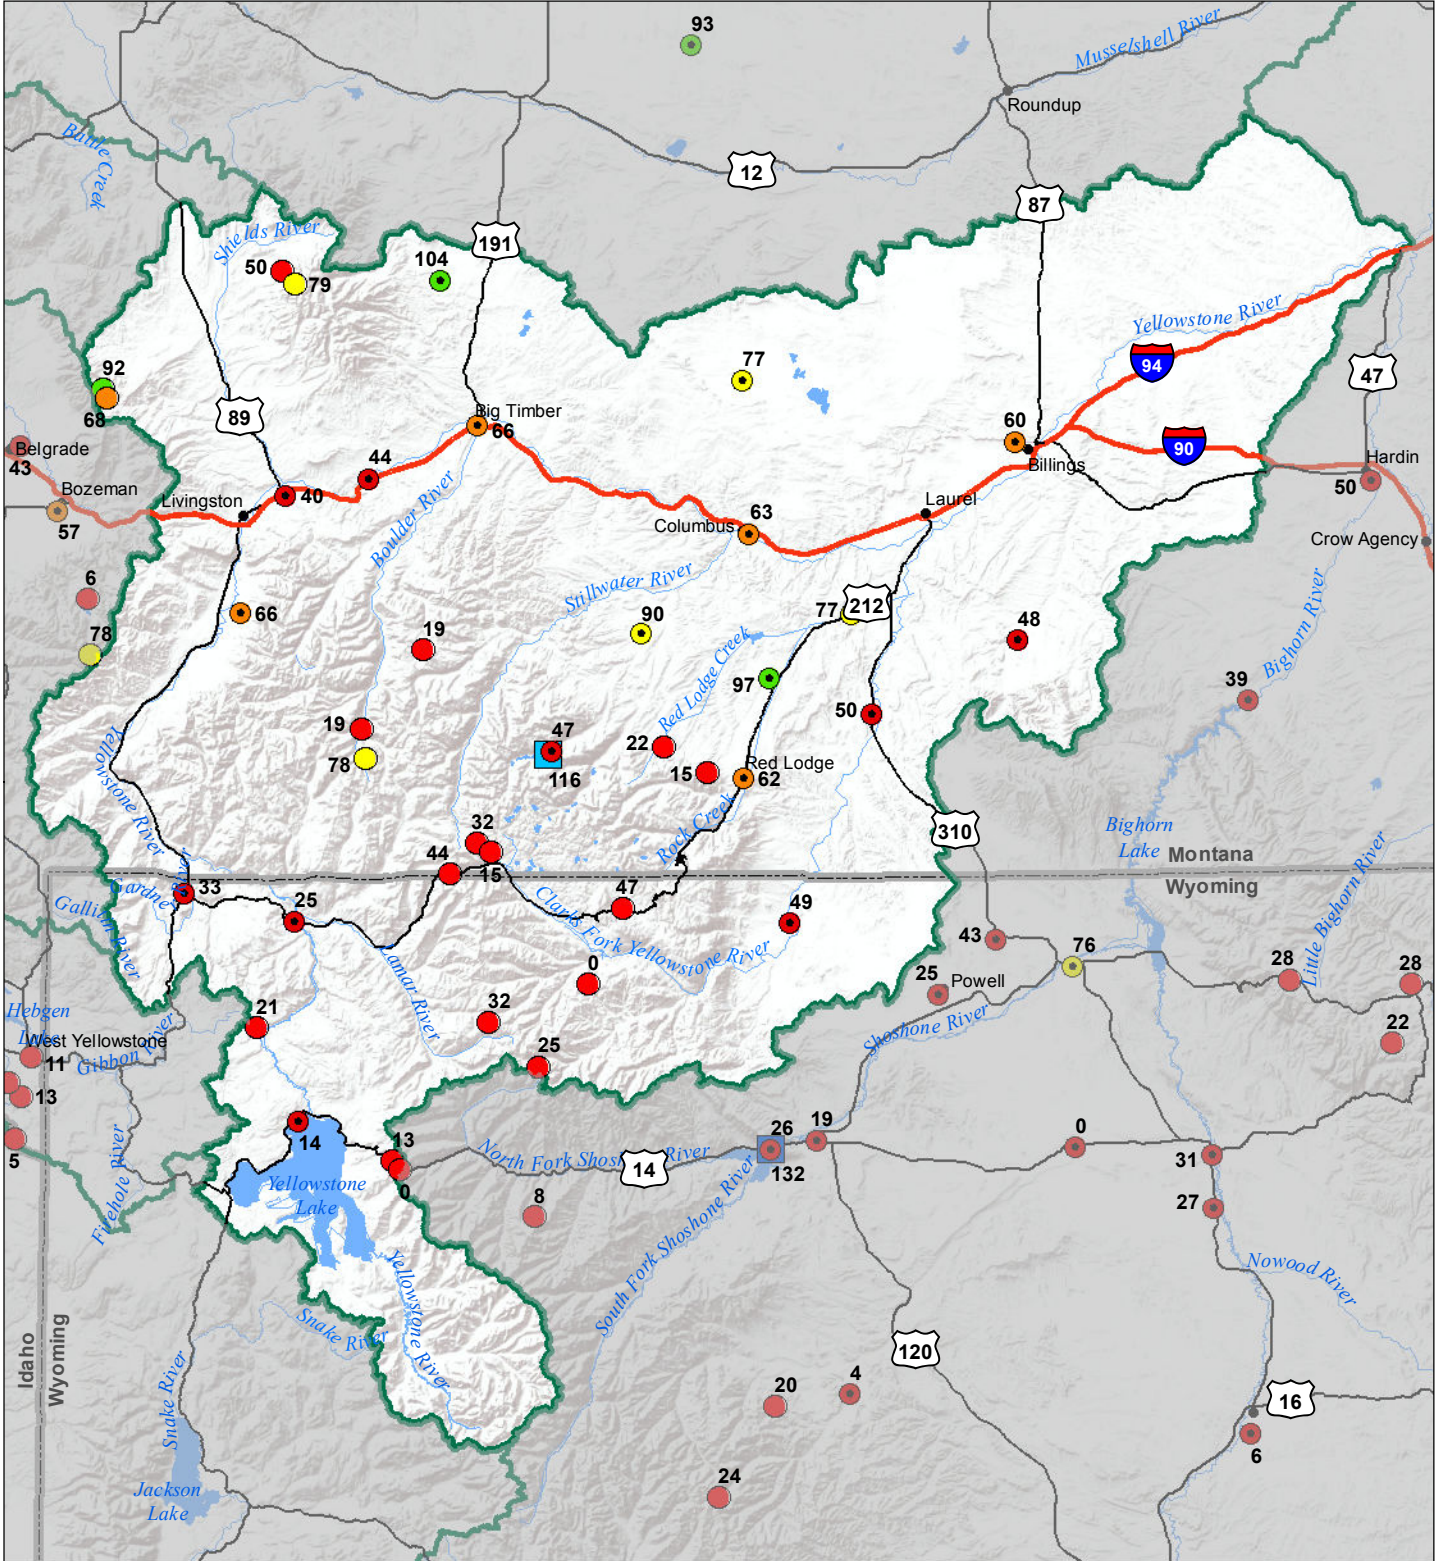 93
Musselshell River
Roundup
Battle Creek
12
87
191
Shields River
50
79
104
Yellowstone River
94
77
92
68
89
Big Timber
66
47
60
90
Billings
Hardin
50
Belgrade
43
Bozeman
57
Livingston
40
44
Boulder River
Columbus
63
Laurel
Crow Agency
6
78
66
Stillwater River
19
90
77
212
48
Bighorn River
39
Red Lodge Creek
97
50
19
78
47
116
22
15
Red Lodge
62
Yellowstone River
Rock Creek
310
Bighorn
Lake
Montana
Wyoming
Little Bighorn River
32
15
44
33
Gallatin River
25
47
Clarks Fork Yellowstone River
49
43
76
28
28
22
25
Powell
0
Lamar River
32
Shoshone River
21
25
Hebgen
Lake
West Yellowstone
11
Gibbon River
13
5
Firehole River
14
13
0
Yellowstone
Lake
North Fork Shoshone River
14
26
132
19
0
31
27
8
South Fork Shoshone River
Nowood River
Yellowstone River
Snake River
Idaho
Wyoming
Snake River
120
20
4
16
6
24
Jackson
Lake